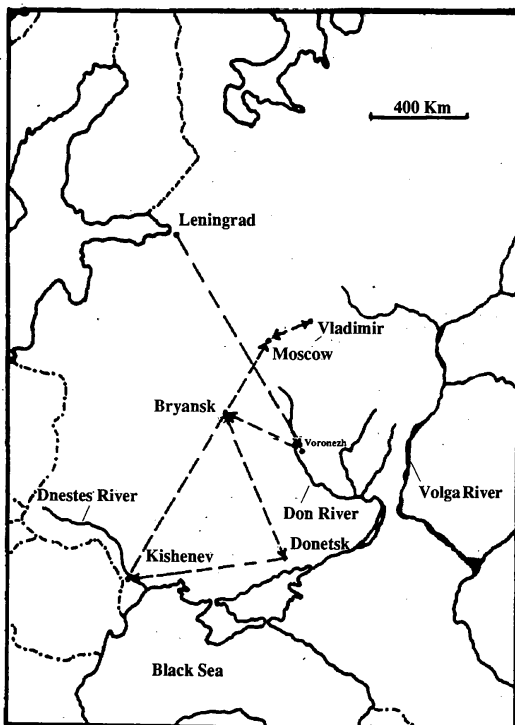 400 Km
Leningrad
Vladimir
Moscow
Bryansk
Voronezh
Dnestes River
Volga River
Don River
Kishenev
Donetsk
Black Sea